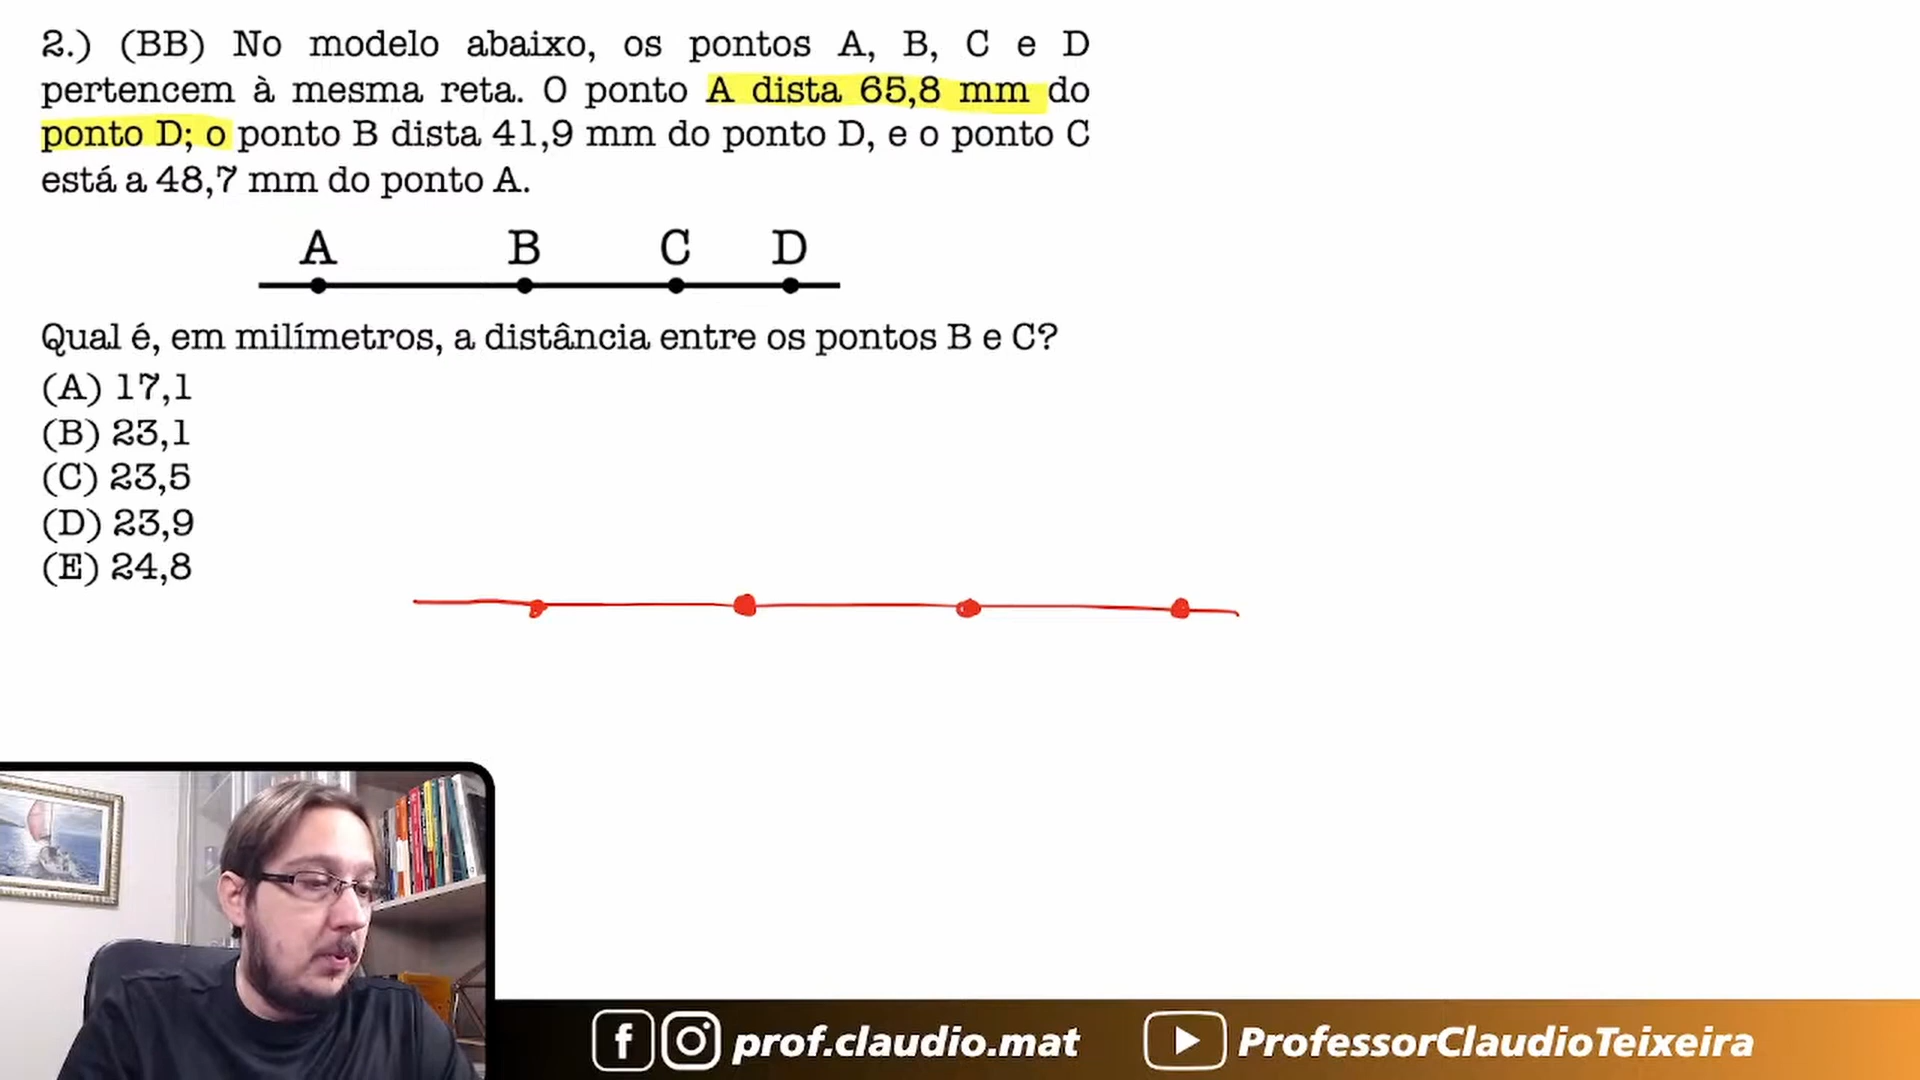 2.) (BB) No modelo abaixo, os pontos A, B, C e D
pertencem à mesma reta. O ponto A dista 65,8 mm do
ponto D; o ponto B dista 41,9 mm do ponto D, e o ponto C
está a 48,7 mm do ponto A.
A B C D
Qual é, em milímetros, a distância entre os pontos B e C?
(A) 17,1
(B) 23,1
(C) 23,5
(D) 23,9
(E) 24,8
prof.claudio.mat ProfessorClaudioTeixeira